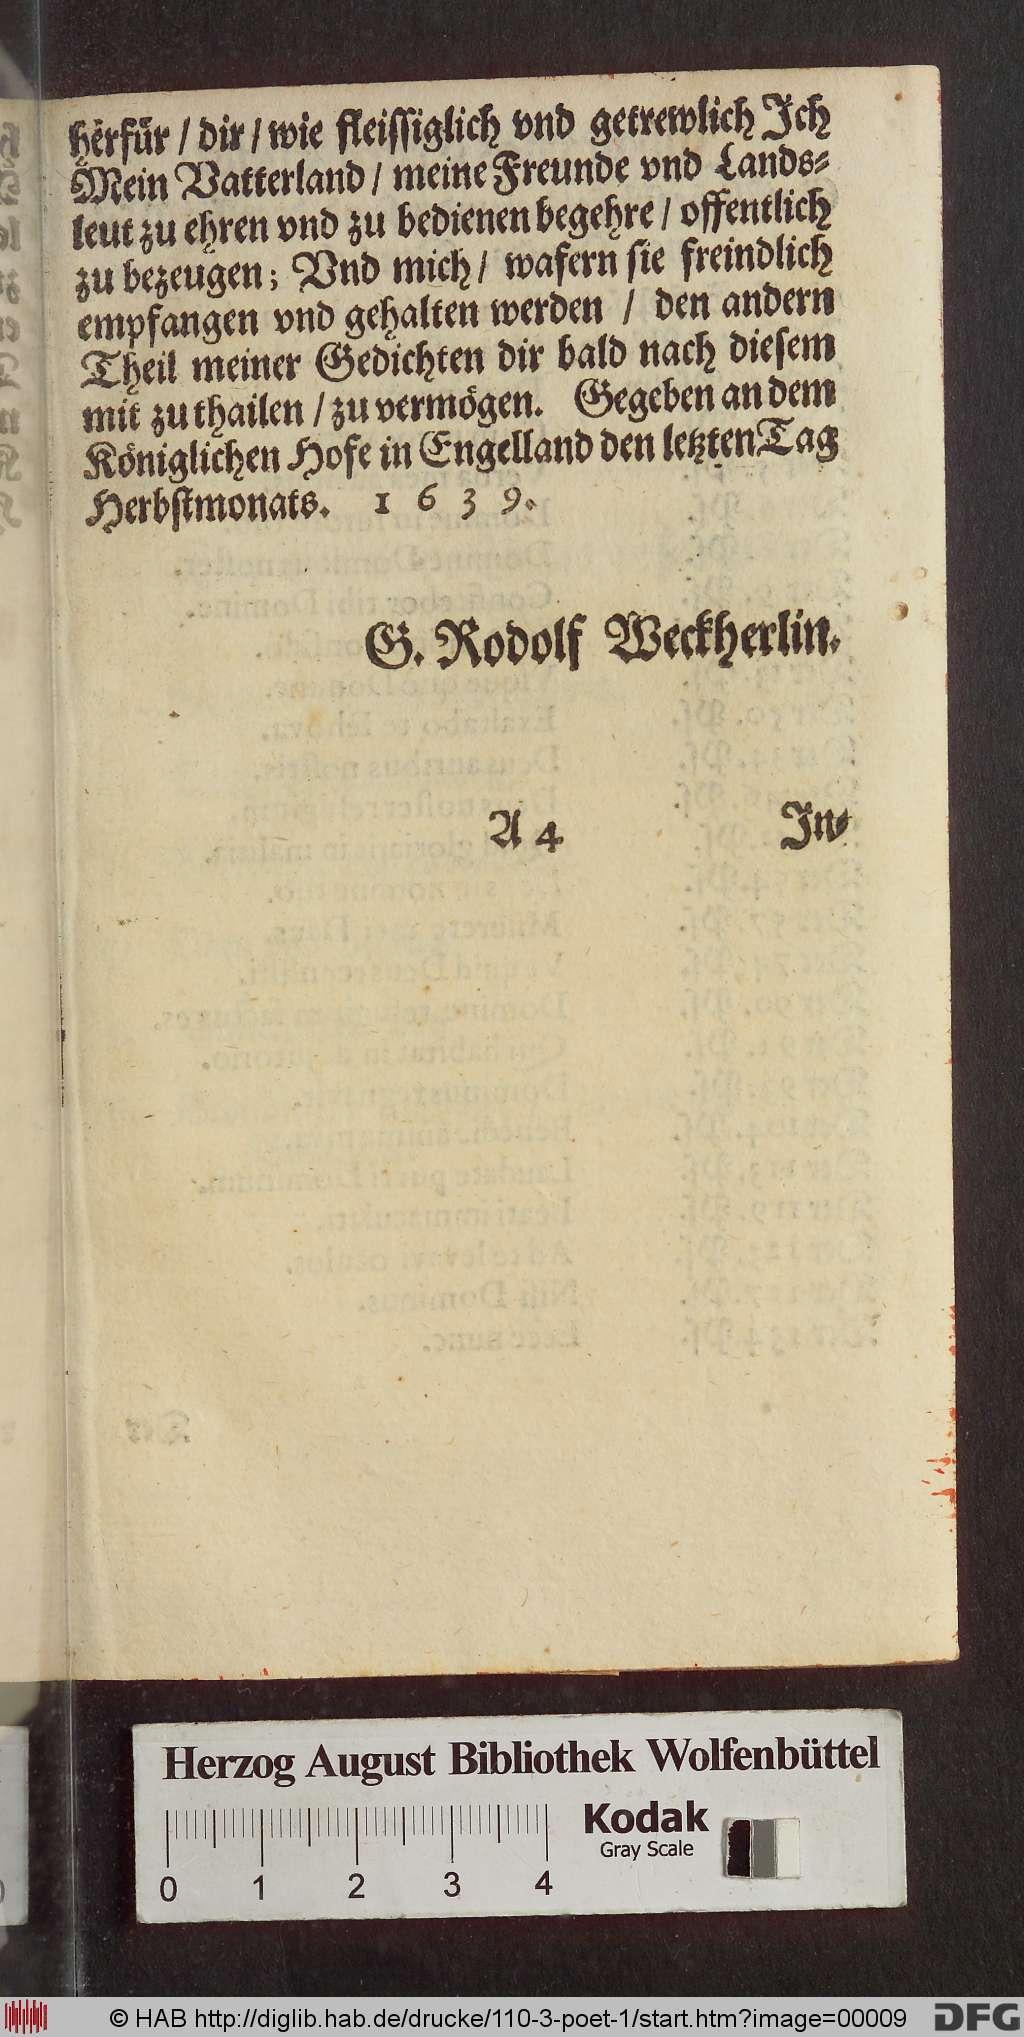 herfür / dir / wie fleissiglich vnd getrewlich Ich
Mein Vatterland / meine Freunde vnd Lands-
leut zu ehren vnd zu bedienen begehre / offentlich
zu bezeugen; Vnd mich / wafern sie freindlich
empfangen vnd gehalten werden / den andern
Theil meiner Gedichten dir bald nach diesem
mit zu thailen / zu vermögen. Gegeben an dem
Königlichen Hofe in Engelland den letzten Tag
Herbstmonats. 1639.
G. Rodolf Weckherlin.
A 4 In-
Herzog August Bibliothek Wolfenbüttel
Kodak
Gray Scale
0 1 2 3 4
© HAB http://diglib.hab.de/drucke/110-3-poet-1/start.htm?image=00009
DFG